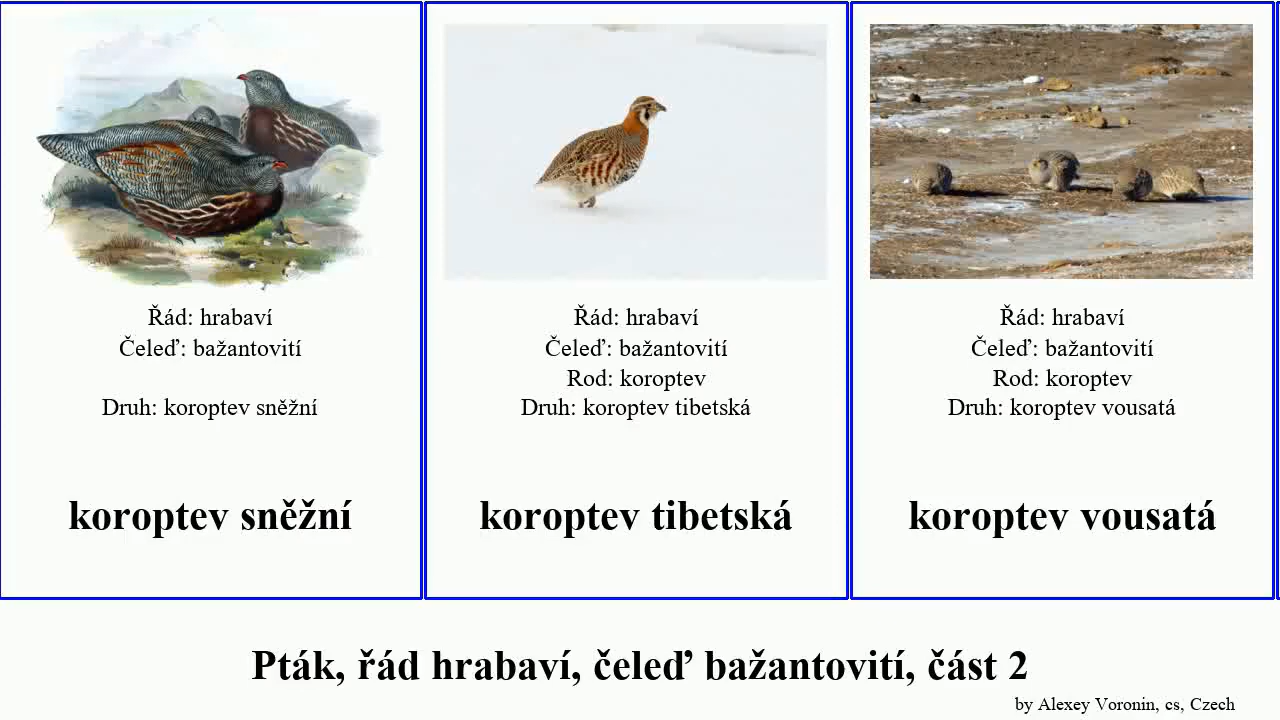 Řád: hrabaví
Čeleď: bažantovití
Druh: koroptev sněžní
koroptev sněžní
Řád: hrabaví
Čeleď: bažantovití
Rod: koroptev
Druh: koroptev tibetská
koroptev tibetská
Řád: hrabaví
Čeleď: bažantovití
Rod: koroptev
Druh: koroptev vousatá
koroptev vousatá
Pták, řád hrabaví, čeleď bažantovití, část 2
by Alexey Voronin, cs, Czech